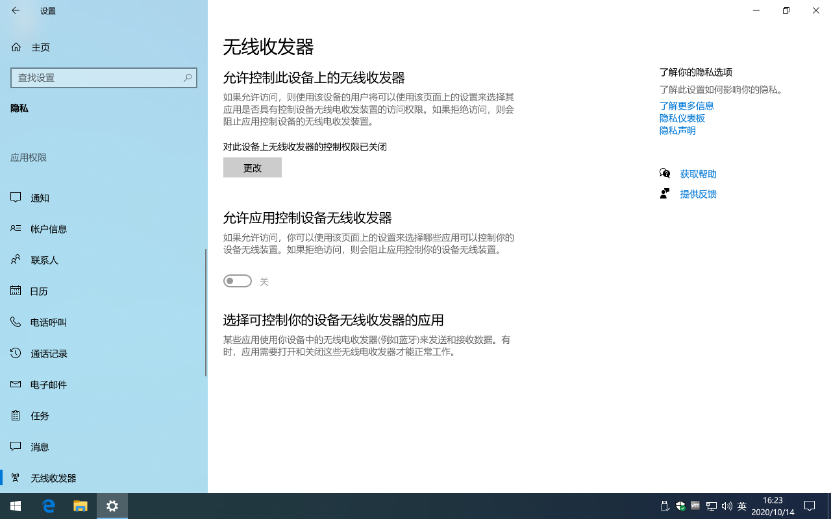 设置
主页
查找设置
隐私
应用权限
通知
帐户信息
联系人
日历
电话呼叫
通话记录
电子邮件
任务
消息
无线收发器
无线收发器
允许控制此设备上的无线收发器
如果允许访问，则使用该设备的用户将可以使用该页面上的设置来选择其
应用是否具有控制设备无线电收发装置的访问权限。如果拒绝访问，则会
阻止应用控制设备的无线电收发装置。
对此设备上无线收发器的控制权限已关闭
更改
允许应用控制设备无线收发器
如果允许访问，你可以使用该页面上的设置来选择哪些应用可以控制你的
设备无线装置。如果拒绝访问，则会阻止应用控制你的设备无线装置。
关
选择可控制你的设备无线收发器的应用
某些应用使用你设备中的无线电收发器(例如蓝牙)来发送和接收数据。有
时，应用需要打开和关闭这些无线电收发器才能正常工作。
了解你的隐私选项
了解此设置如何影响你的隐私。
了解更多信息
隐私仪表板
隐私声明
获取帮助
提供反馈
英
16:23
2020/10/14